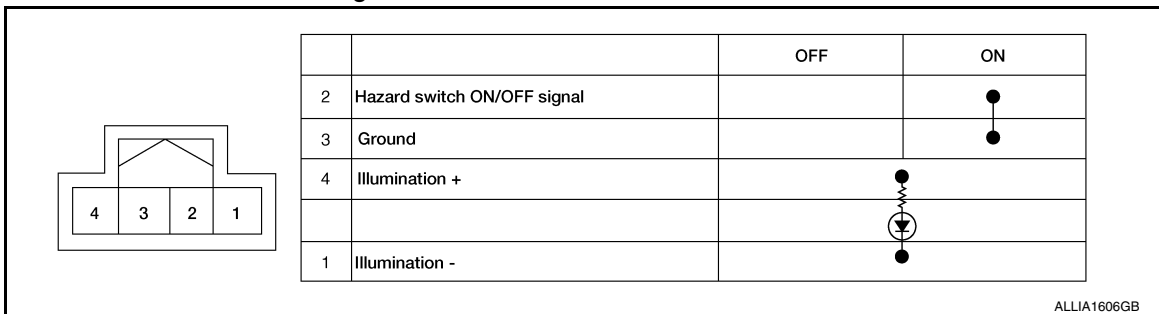 OFF ON
2 Hazard switch ON/OFF signal
3 Ground
4 Illumination +
1 Illumination -
4 3 2 1
ALLIA1606GB